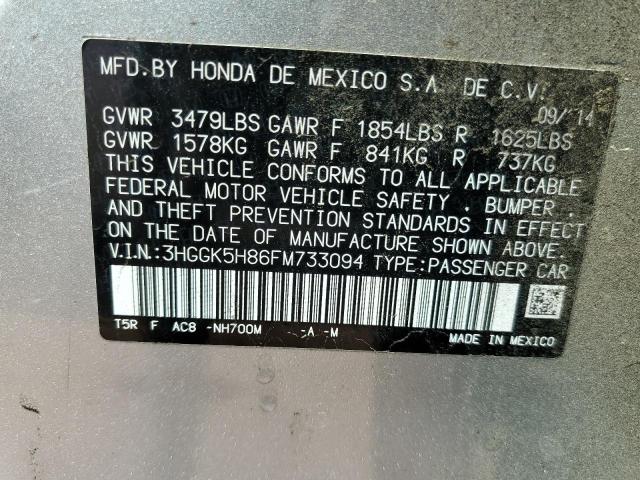 MFD.BY HONDA DE MEXICO S.A DE C.V.
09/14
GVWR 3479LBS GAWR F 1854LBS R 1625LBS
GVWR 1578KG GAWR F 841KG R 737KG
THIS VEHICLE CONFORMS TO ALL APPLICABLE
FEDERAL MOTOR VEHICLE SAFETY , BUMPER ,
AND THEFT PREVENTION STANDARDS IN EFFECT
ON THE DATE OF MANUFACTURE SHOWN ABOVE.
V.I.N.: 3HGGK5H86FM733094 TYPE: PASSENGER CAR
T5R F AC8 -NH700M -A -M
MADE IN MEXICO